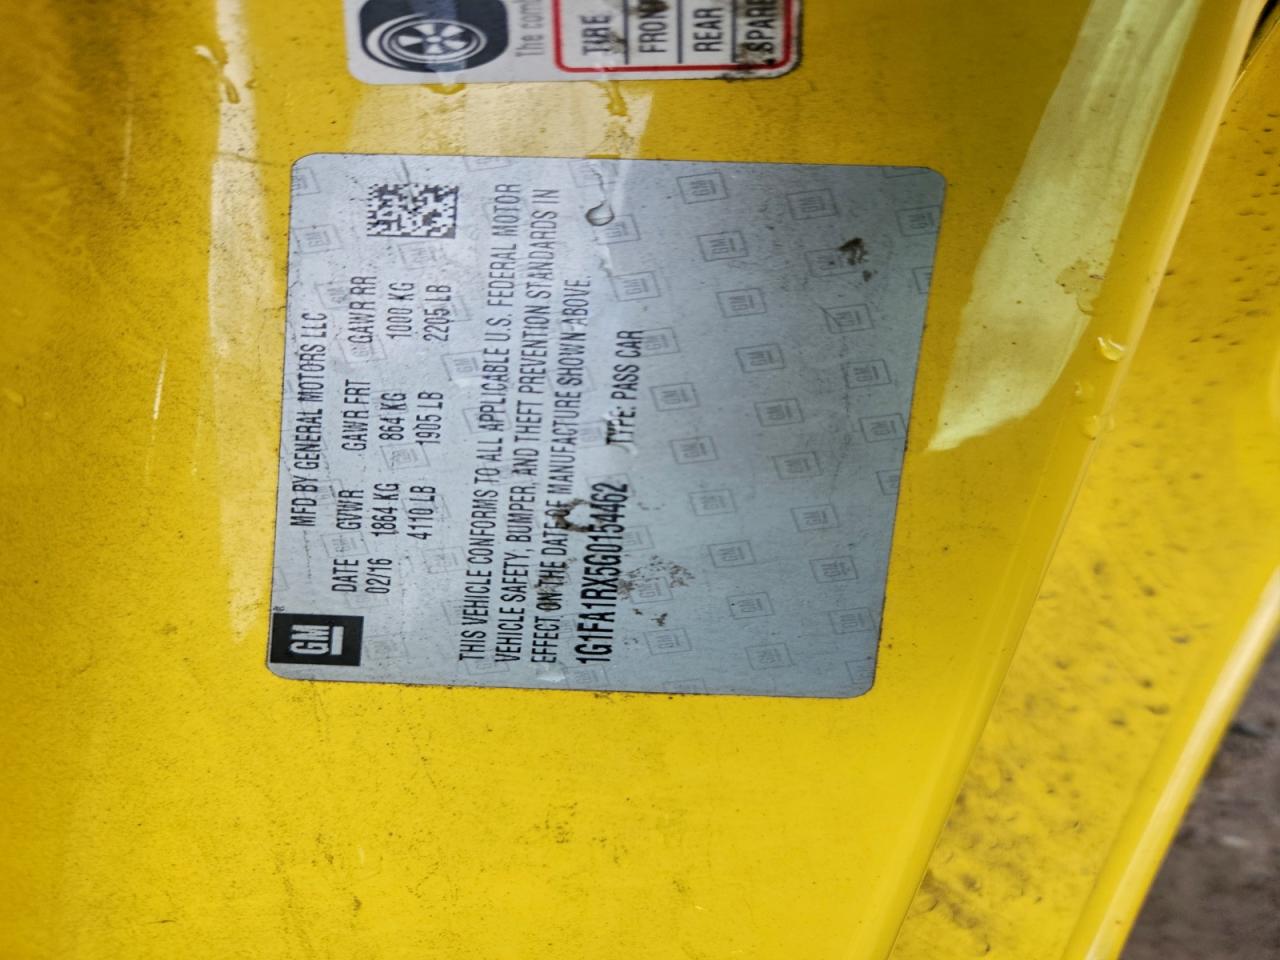 The comb
TIRE
FRON
REAR
SPARE
GM
MFD BY GENERAL MOTORS LLC
DATE GVWR GAWR FRT GAWR RR
02/16 1864 KG 864 KG 1000 KG
4110 LB 1905 LB 2205 LB
THIS VEHICLE CONFORMS TO ALL APPLICABLE U.S. FEDERAL MOTOR
VEHICLE SAFETY, BUMPER, AND THEFT PREVENTION STANDARDS IN
EFFECT ON THE DATE OF MANUFACTURE SHOWN ABOVE.
1G1FA1RX5G0154462 TYPE: PASS CAR